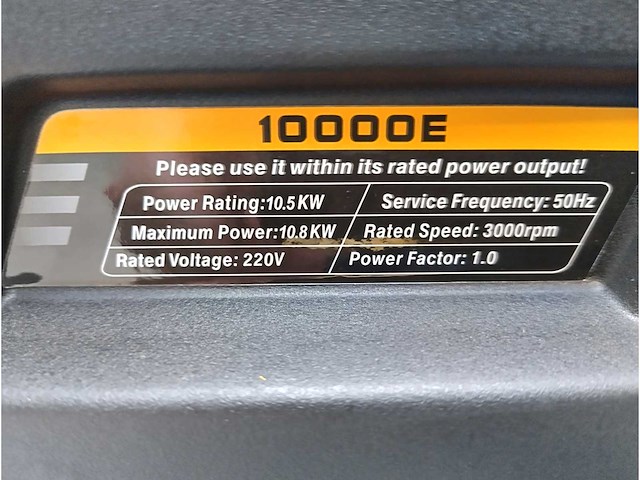 10000E
Please use it within its rated power output!
Power Rating:10.5KW Service Frequency: 50Hz
Maximum Power:10.8KW Rated Speed: 3000rpm
Rated Voltage: 220V Power Factor: 1.0